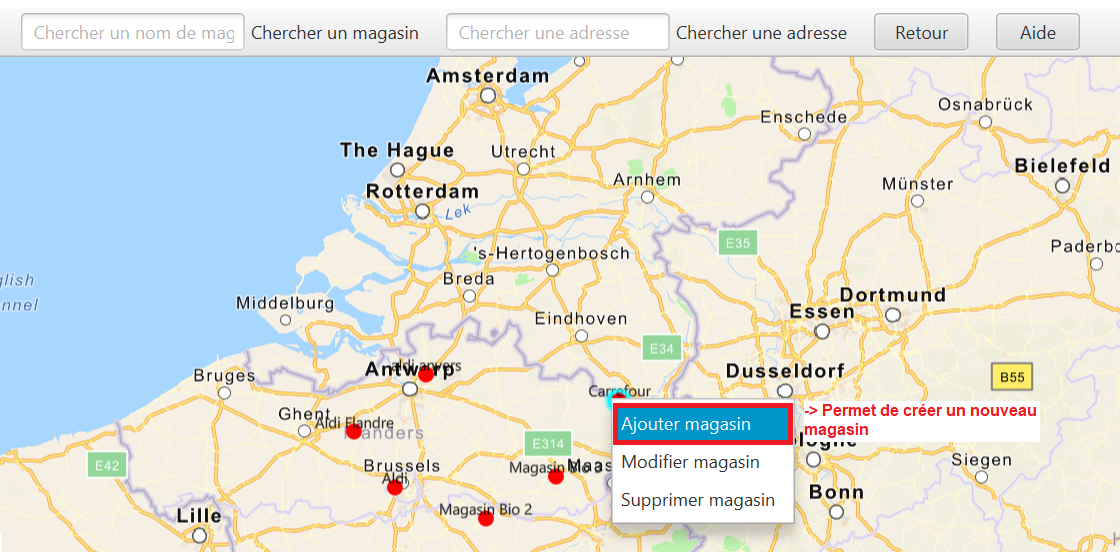 Chercher un nom de mag
Chercher un magasin
Chercher une adresse
Chercher une adresse
Retour
Aide
Amsterdam
Osnabrück
Enschede
The Hague
Utrecht
Bielefeld
Arnhem
Münster
Rotterdam
Lek
E35
Paderbo
's-Hertogenbosch
glish
nnel
Breda
Dortmund
Middelburg
Essen
Eindhoven
E34
aldi anvers
Antwerp
Dusseldorf
Bruges
B55
Carrefour
-> Permet de créer un nouveau
magasin
Ghent
Aldi Flandre
Ajouter magasin
Flanders
E314
ologne
E42
Brussels
Magasin
Maas
Modifier magasin
Siegen
Aldi
Bonn
Supprimer magasin
Magasin Bio 2
Lille